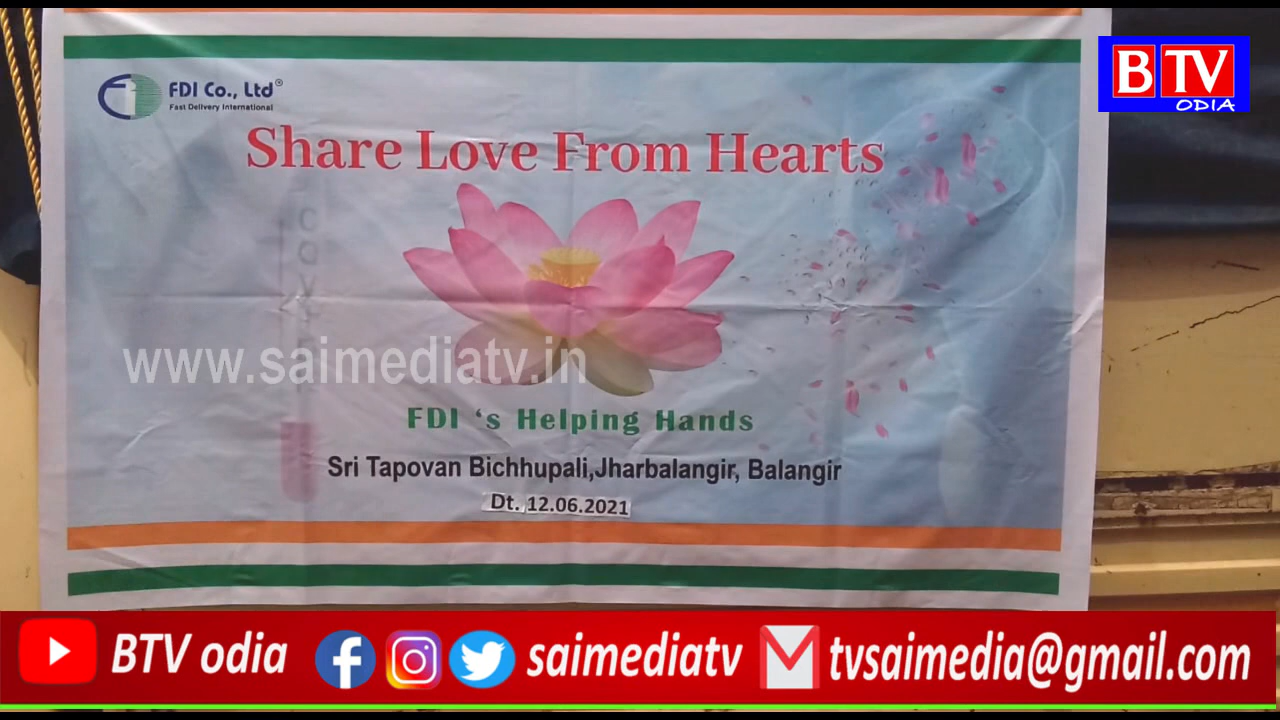 FDI Co., Ltd®
Fast Delivery International
BTV
ODIA
Share Love From Hearts
www.saimediatv.in
FDI ‘s Helping Hands
Sri Tapovan Bichhupali,Jharbalangir, Balangir
Dt. 12.06.2021
BTV odia
saimediatv
tvsaimedia@gmail.com